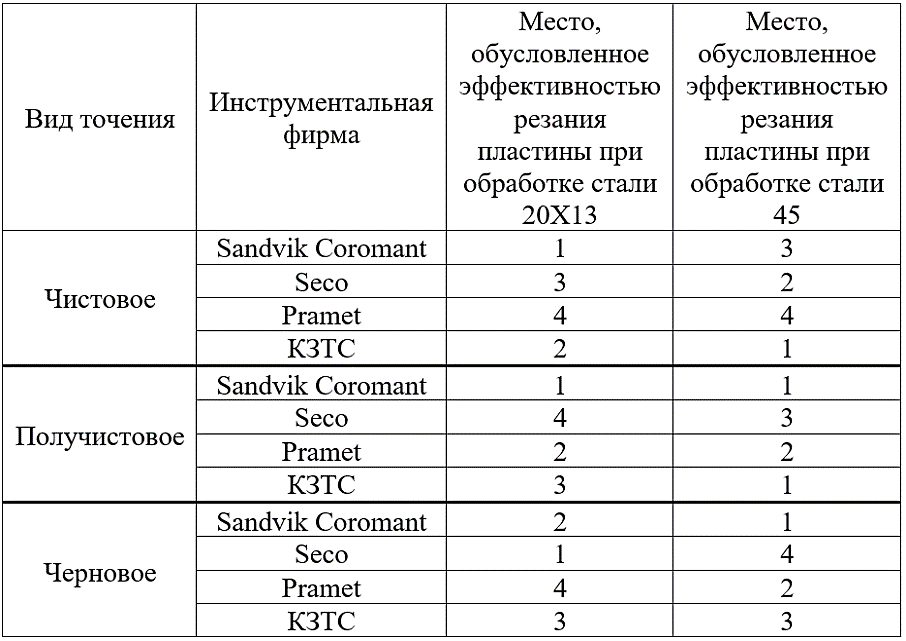 Вид точения
Инструментальная
фирма
Место,
обусловленное
эффективностью
резания
пластины при
обработке стали
20Х13
Место,
обусловленное
эффективностью
резания
пластины при
обработке стали
45
Чистовое
Sandvik Coromant 1 3
Seco 3 2
Pramet 4 4
КЗТС 2 1
Получистовое
Sandvik Coromant 1 1
Seco 4 3
Pramet 2 2
КЗТС 3 1
Черновое
Sandvik Coromant 2 1
Seco 1 4
Pramet 4 2
КЗТС 3 3